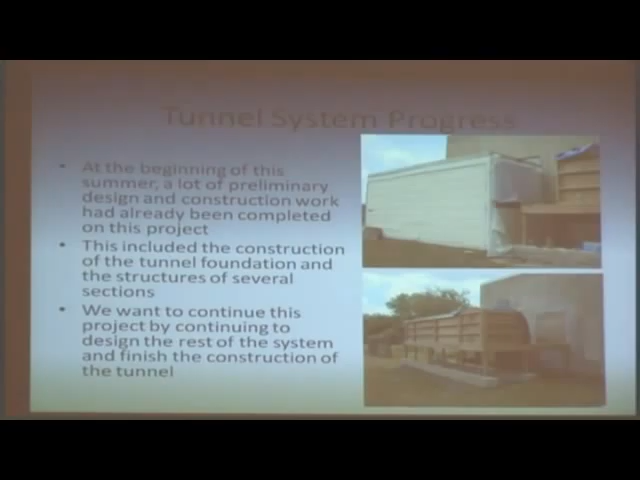 Tunnel System Progress
• At the beginning of this
summer, a lot of preliminary
design and construction work
had already been completed
on this project
• This included the construction
of the tunnel foundation and
the structures of several
sections
• We want to continue this
project by continuing to
design the rest of the system
and finish the construction of
the tunnel